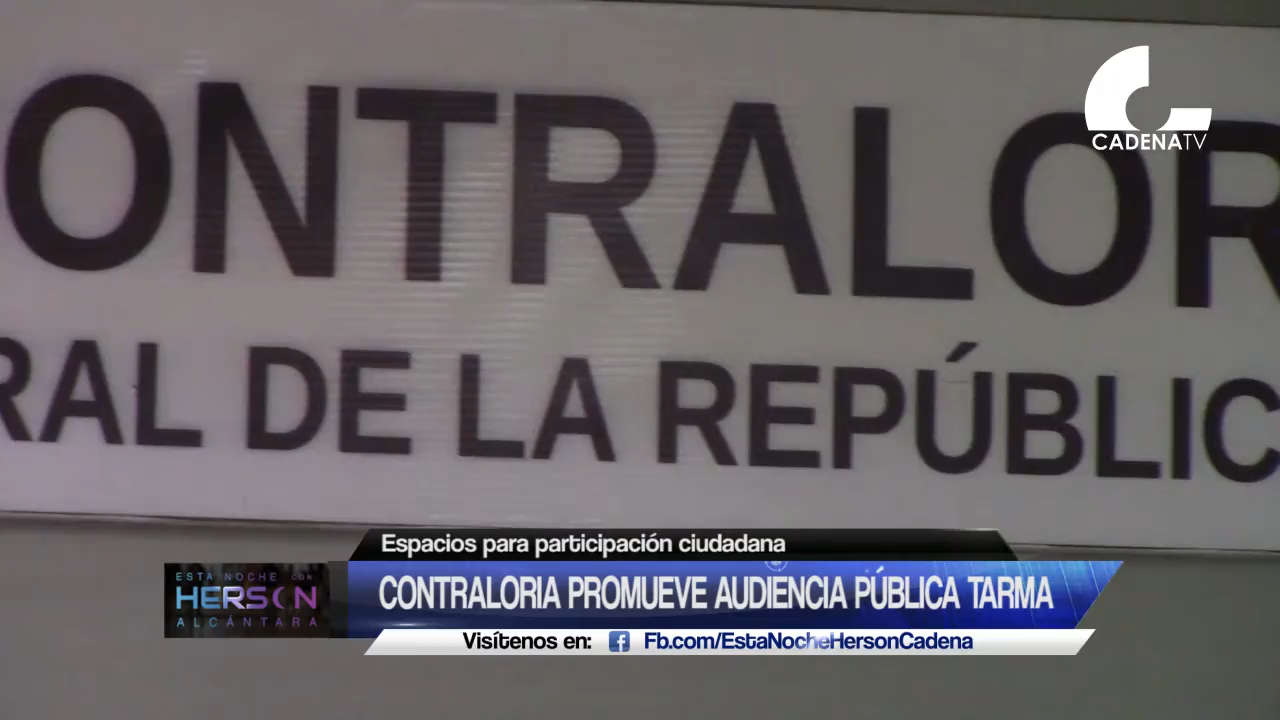 ONTRALOR
RAL DE LA REPÚBLIC
CADENATV
Espacios para participación ciudadana
ESTA NOCHE CON
HERSON
ALCÁNTARA
CONTRALORIA PROMUEVE AUDIENCIA PÚBLICA TARMA
Visítenos en: Fb.com/EstaNocheHersonCadena